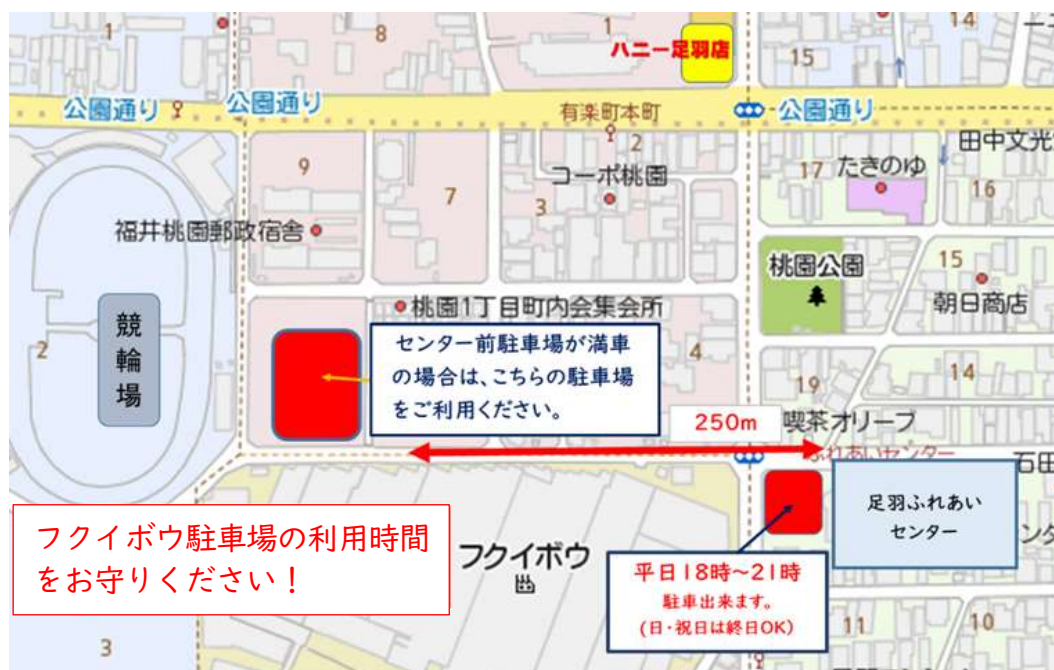 1
8
1
ハニー足羽店
15
14
公園通り
公園通り
有楽町本町
公園通り
9
7
2
コーポ桃園
3
17
たきのゆ
田中文光
16
福井桃園郵政宿舎
桃園公園
15
朝日商店
競輪場
2
桃園1丁目町内会集会所
センター前駐車場が満車
の場合は、こちらの駐車場
をご利用ください。
4
19
14
250m
喫茶オリーブ
ふれあいセンター
石田
足羽ふれあい
センター
フクイボウ駐車場の利用時間
をお守りください!
フクイボウ
平日18時~21時
駐車出来ます。
(日・祝日は終日OK)
11
10
3